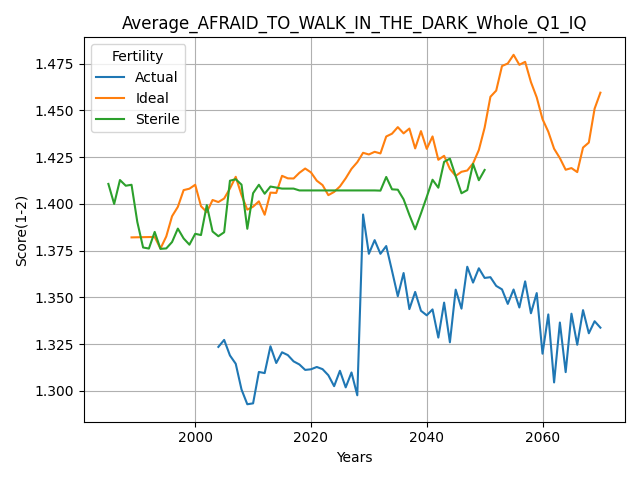 Average_AFRAID_TO_WALK_IN_THE_DARK_Whole_Q1_IQ
Fertility
Actual
Ideal
Sterile
Score(1-2)
1.475
1.450
1.425
1.400
1.375
1.350
1.325
1.300
2000
2020
2040
2060
Years